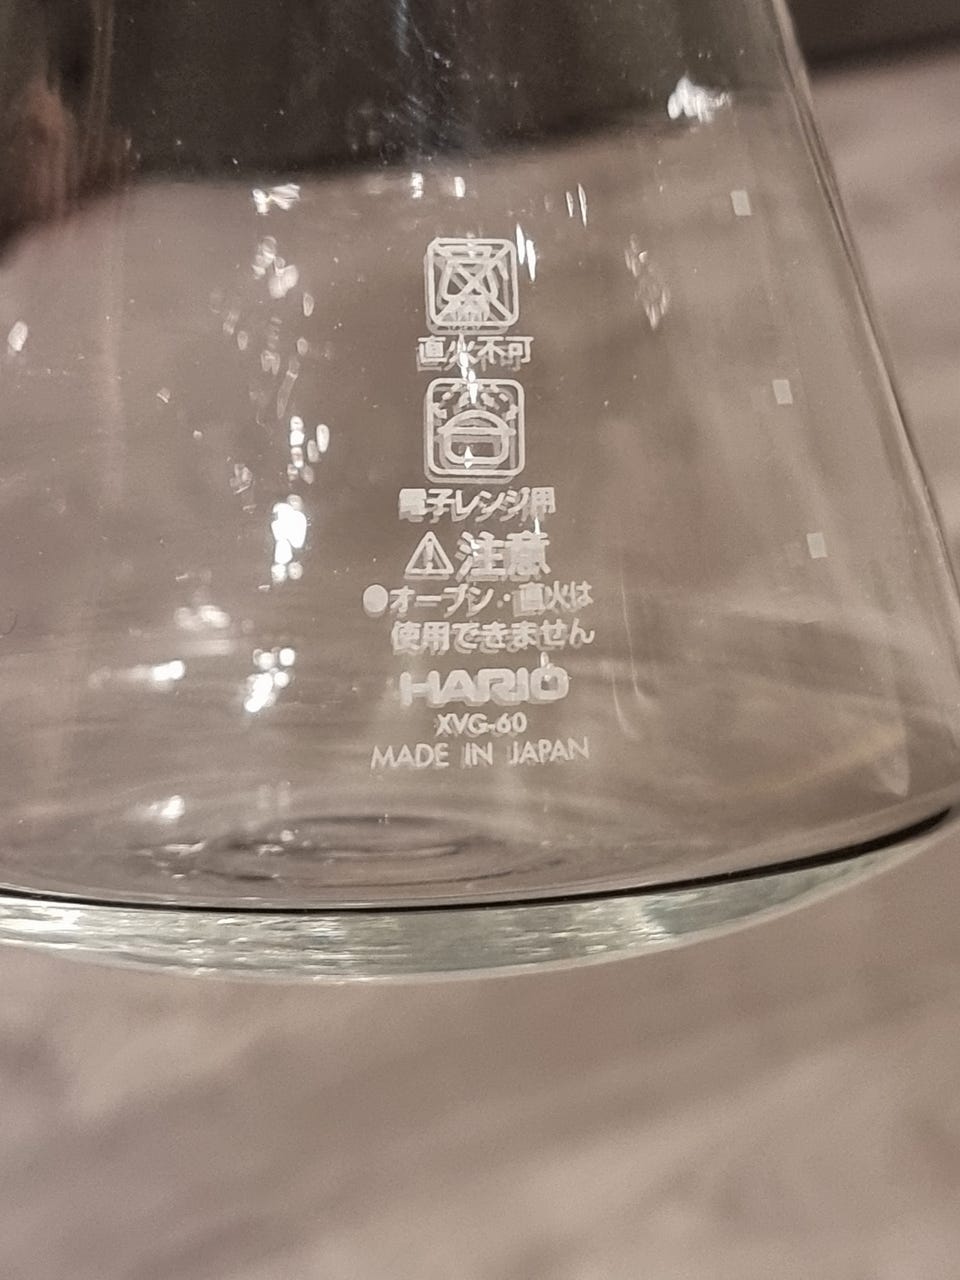 直火不可
電子レンジ用
注意
●オーブン・直火は
使用できません
HARIO
XVG-60
MADE IN JAPAN